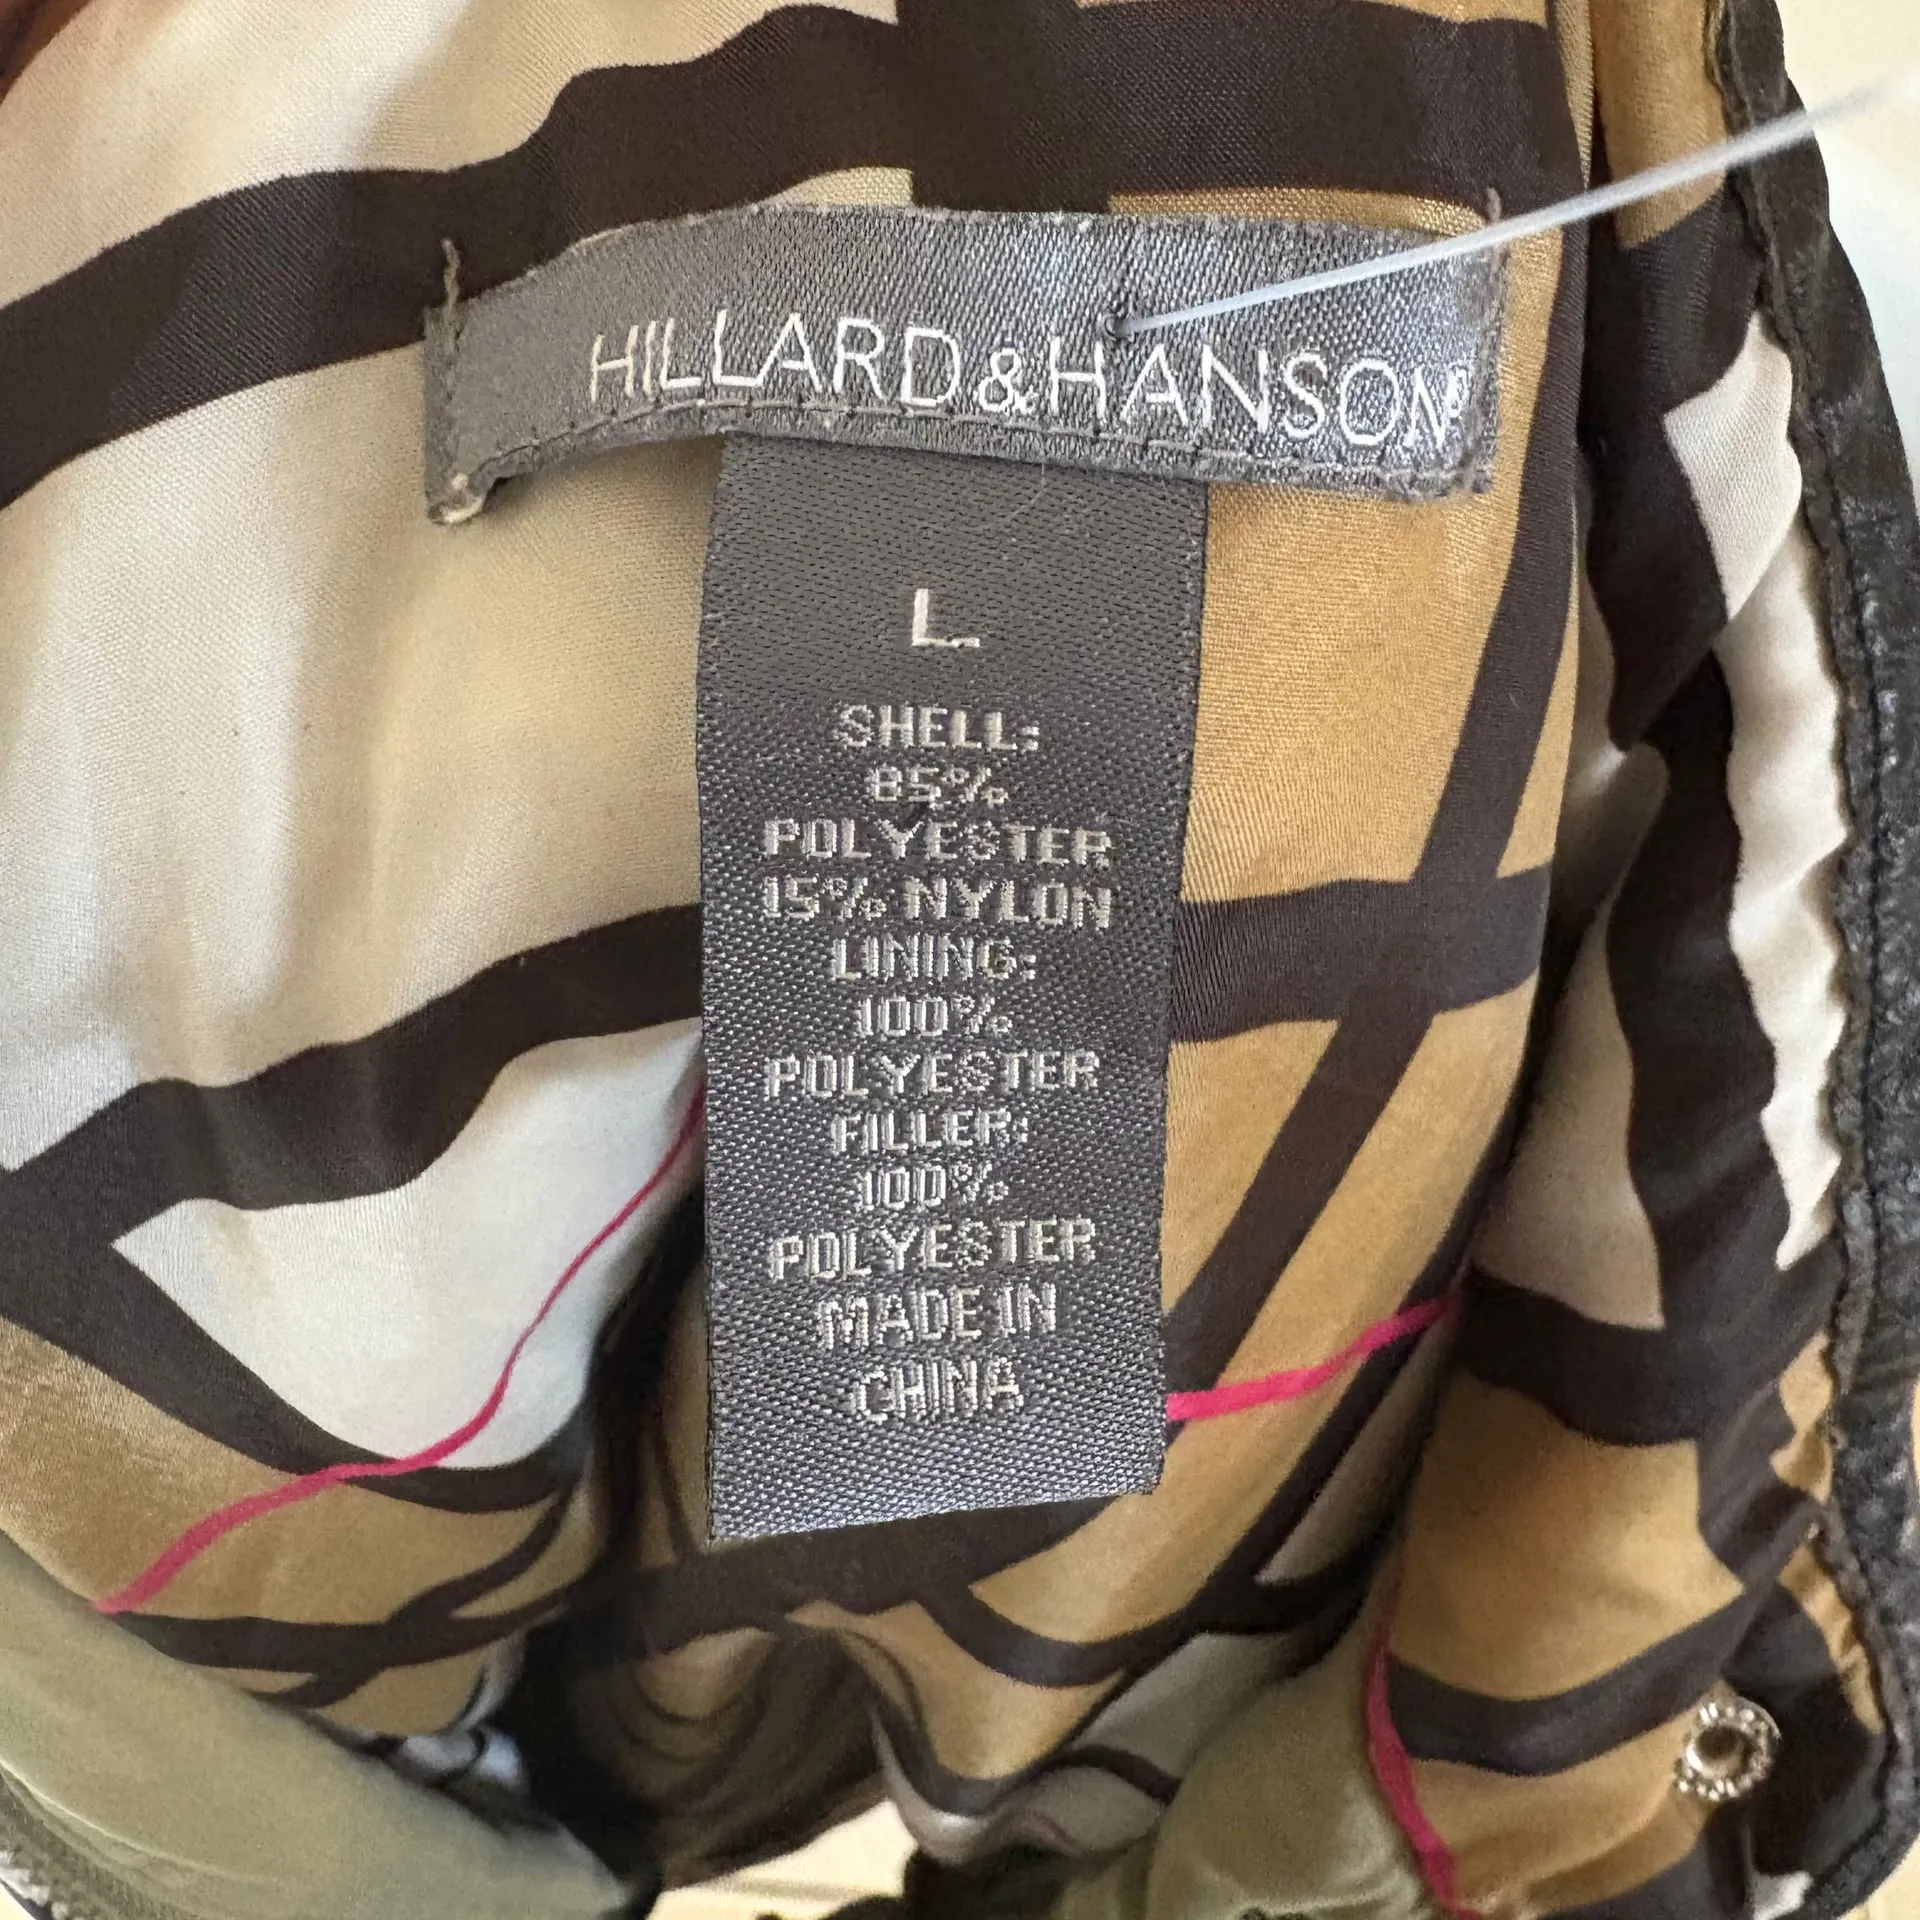 HILLARD&HANSON®
L
SHELL:
85%
POLYESTER
15% NYLON
LINING:
100%
POLYESTER
FILLER:
100%
POLYESTER
MADE IN
CHINA